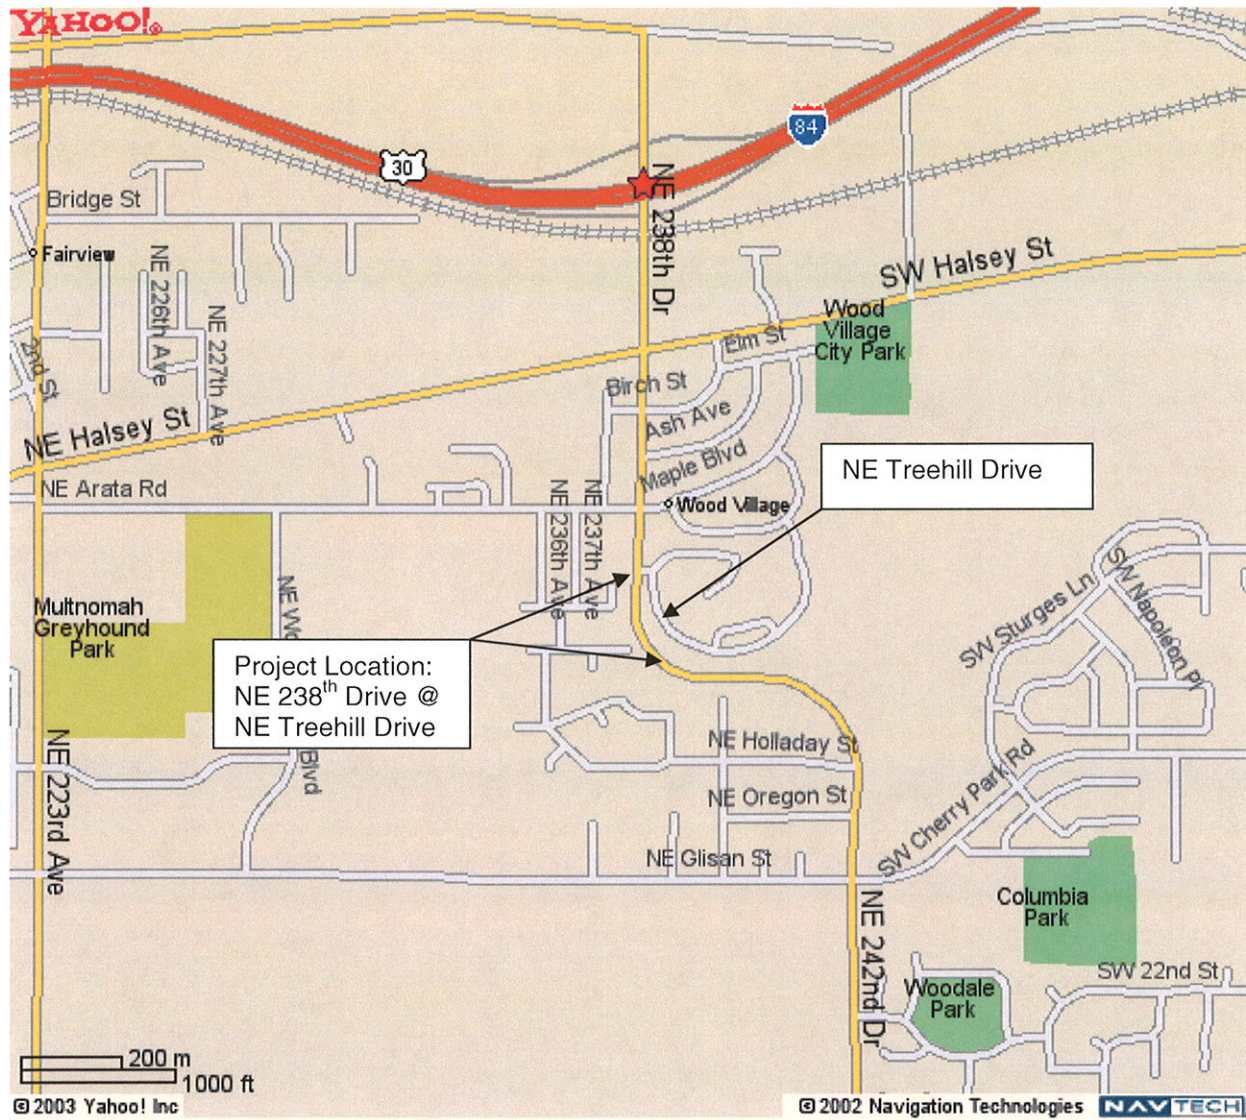 YAHOO!®
84
30
NE 238th Dr
Bridge St
Fairview
NE 226th Ave
NE 227th Ave
SW Halsey St
Wood
Village
City Park
Elm St
2nd St
Birch St
Ash Ave
NE Halsey St
Maple Blvd
NE Treehill Drive
NE Arata Rd
Wood Village
NE 236th Ave
NE 237th Ave
Multnomah
Greyhound
Park
SW Sturges Ln
SW Napoleon Pl
Project Location:
NE 238th Drive @
NE Treehill Drive
NE 223rd Ave
Blvd
NE Holladay St
NE Oregon St
SW Cherry Park Rd
NE Glisan St
Columbia
Park
NE 242nd Dr
SW 22nd St
Woodale
Park
200 m
1000 ft
©2003 Yahoo! Inc
©2002 Navigation Technologies
NAVTECH